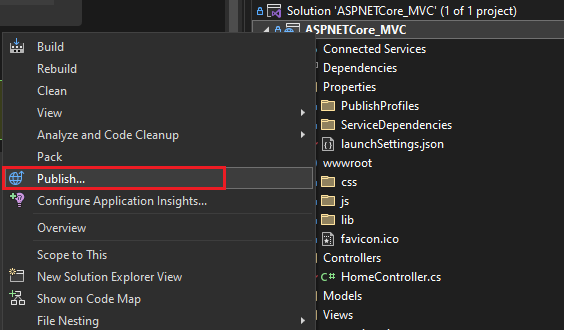 Build
Rebuild
Clean
View
Analyze and Code Cleanup
Pack
Publish...
Configure Application Insights...
Overview
Scope to This
New Solution Explorer View
Show on Code Map
File Nesting
Solution 'ASPNETCore_MVC' (1 of 1 project)
ASPNETCore_MVC
Connected Services
Dependencies
Properties
PublishProfiles
ServiceDependencies
launchSettings.json
wwwroot
css
js
lib
favicon.ico
Controllers
C# HomeController.cs
Models
Views